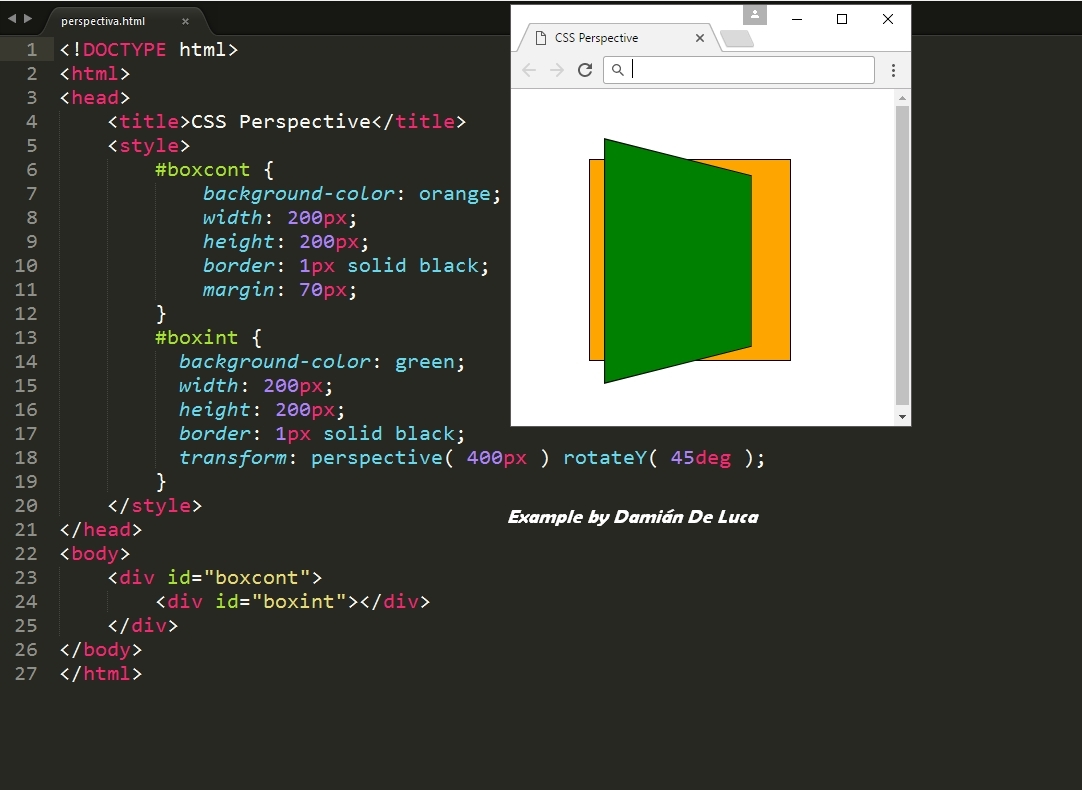 perspectiva.html
1 <!DOCTYPE html>
2 <html>
3 <head>
4 <title>CSS Perspective</title>
5 <style>
6 #boxcont {
7 background-color: orange;
8 width: 200px;
9 height: 200px;
10 border: 1px solid black;
11 margin: 70px;
12 }
13 #boxint {
14 background-color: green;
15 width: 200px;
16 height: 200px;
17 border: 1px solid black;
18 transform: perspective( 400px ) rotateY( 45deg );
19 }
20 </style>
21 </head>
22 <body>
23 <div id="boxcont">
24 <div id="boxint"></div>
25 </div>
26 </body>
27 </html>
CSS Perspective
Example by Damián De Luca